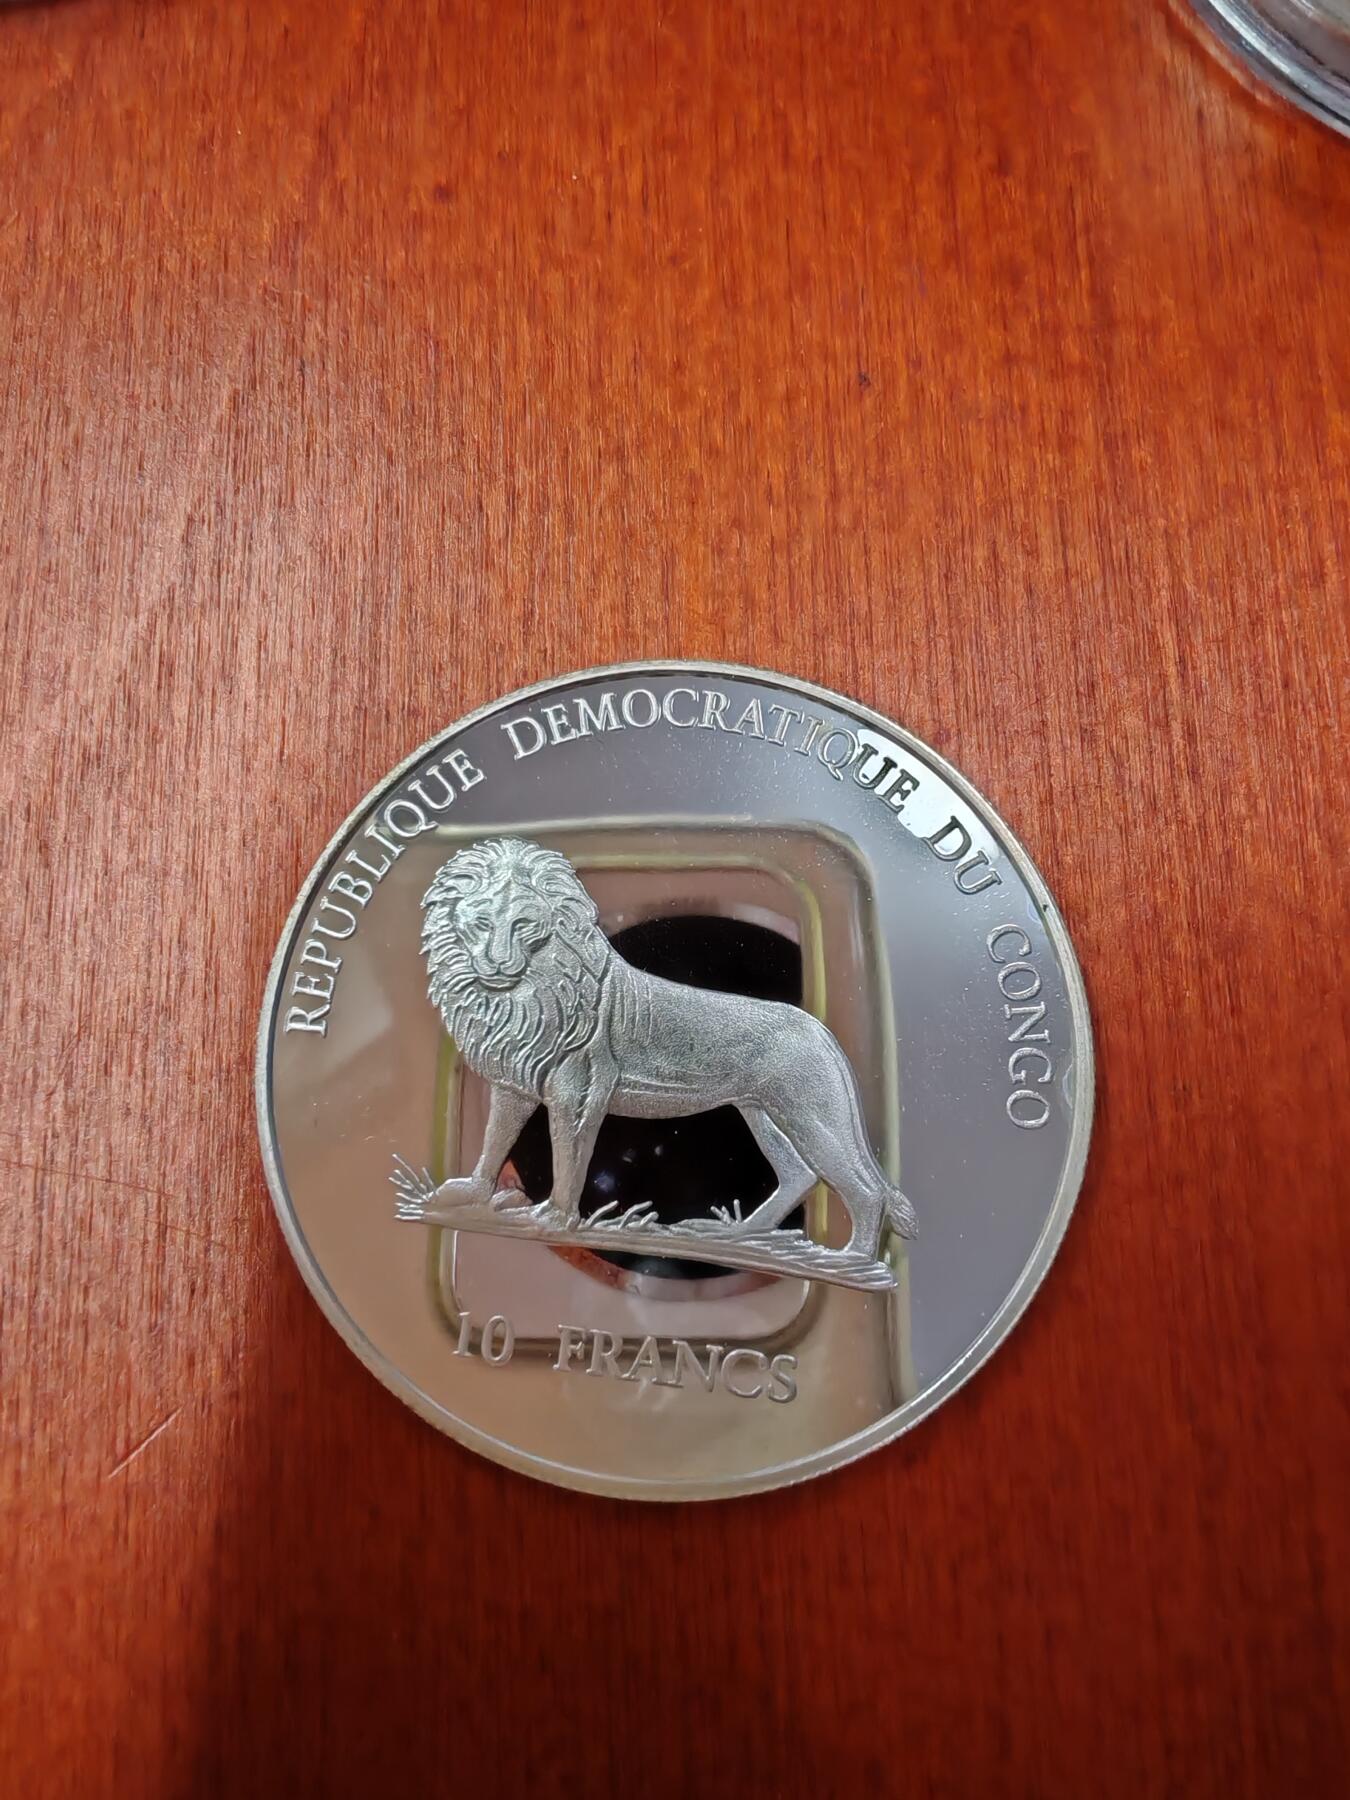 REPUBLIQUE DEMOCRATIQUE DU CONGO
10 FRANCS